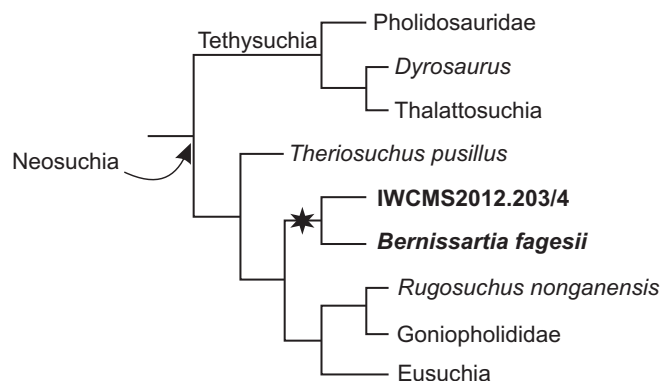 Pholidosauridae
Tethysuchia
Dyrosaurus
Thalattosuchia
Neosuchia
Theriosuchus pusillus
IWCMS2012.203/4
Bernissartia fagesii
Rugosuchus nonganensis
Goniopholididae
Eusuchia